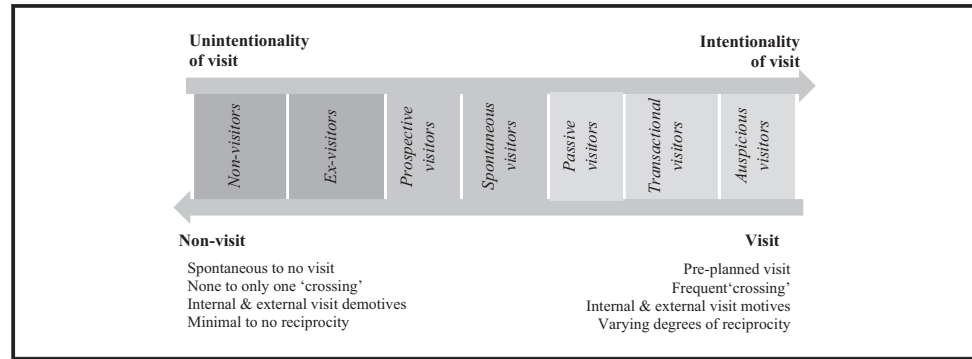 Unintentionality
of visit
Intentionality
of visit
Non-visitors
Ex-visitors
Prospective
visitors
Spontaneous
visitors
Passive
visitors
Transactional
visitors
Auspicious
visitors
Non-visit
Spontaneous to no visit
None to only one ‘crossing’
Internal & external visit demotives
Minimal to no reciprocity
Visit
Pre-planned visit
Frequent‘crossing’
Internal & external visit motives
Varying degrees of reciprocity